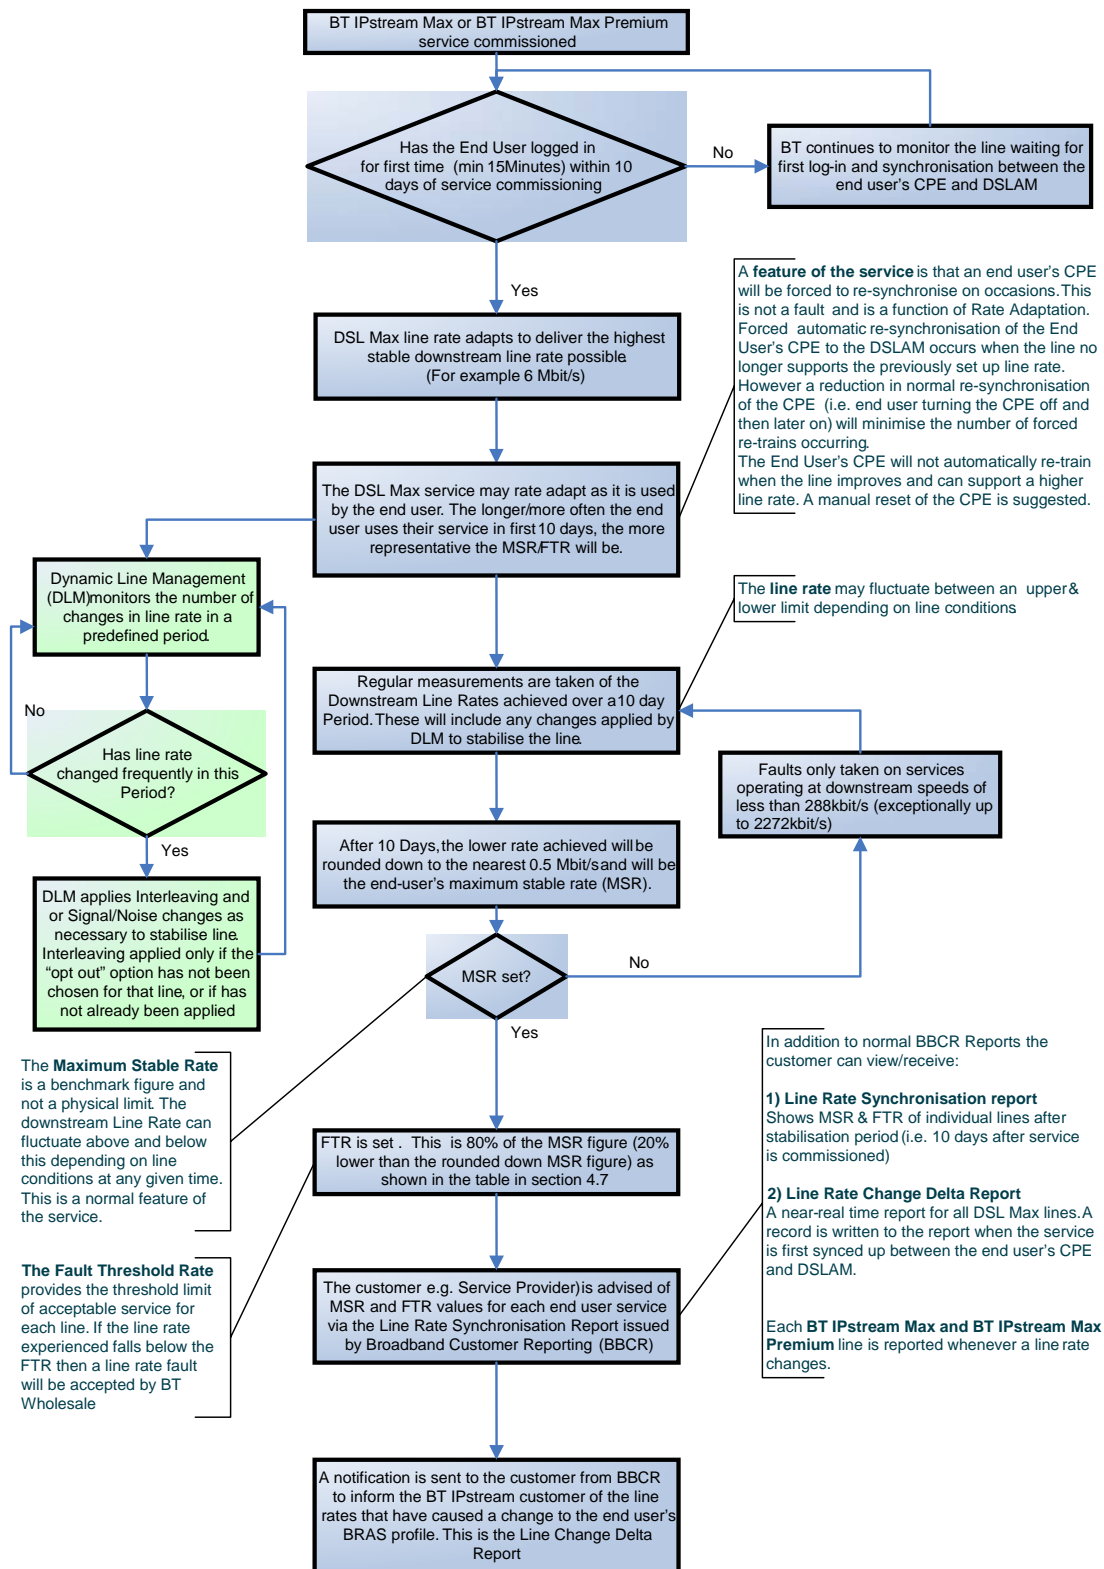 BT IPstream Max or BT IPstream Max Premium
service commissioned
Has the End User logged in
for first time (min 15Minutes) within 10
days of service commissioning
No
BT continues to monitor the line waiting for
first log-in and synchronisation between the
end user's CPE and DSLAM
Yes
A feature of the service is that an end user's CPE
will be forced to re-synchronise on occasions. This
is not a fault and is a function of Rate Adaptation.
Forced automatic re-synchronisation of the End
User's CPE to the DSLAM occurs when the line no
longer supports the previously set up line rate.
However a reduction in normal re-synchronisation
of the CPE (i.e. end user turning the CPE off and
then later on) will minimise the number of forced
re-trains occurring.
The End User's CPE will not automatically re-train
when the line improves and can support a higher
line rate. A manual reset of the CPE is suggested.
DSL Max line rate adapts to deliver the highest
stable downstream line rate possible.
(For example 6 Mbit/s)
The DSL Max service may rate adapt as it is used
by the end user. The longer/more often the end
user uses their service in first 10 days, the more
representative the MSR/FTR will be.
Dynamic Line Management
(DLM)monitors the number of
changes in line rate in a
predefined period.
The line rate may fluctuate between an upper &
lower limit depending on line conditions.
Regular measurements are taken of the
Downstream Line Rates achieved over a 10 day
Period. These will include any changes applied by
DLM to stabilise the line.
No
Has line rate
changed frequently in this
Period?
Yes
Faults only taken on services
operating at downstream speeds of
less than 288kbit/s (exceptionally up
to 2272kbit/s)
After 10 Days, the lower rate achieved will be
rounded down to the nearest 0.5 Mbit/s and will be
the end-user's maximum stable rate (MSR).
DLM applies Interleaving and
or Signal/Noise changes as
necessary to stabilise line.
Interleaving applied only if the
"opt out" option has not been
chosen for that line, or if has
not already been applied
MSR set?
No
Yes
The Maximum Stable Rate
is a benchmark figure and
not a physical limit. The
downstream Line Rate can
fluctuate above and below
this depending on line
conditions at any given time.
This is a normal feature of
the service.
In addition to normal BBCR Reports the
customer can view/receive:
1) Line Rate Synchronisation report
Shows MSR & FTR of individual lines after
stabilisation period (i.e. 10 days after service
is commissioned)
2) Line Rate Change Delta Report
A near-real time report for all DSL Max lines. A
record is written to the report when the service
is first synced up between the end user's CPE
and DSLAM.
Each BT IPstream Max and BT IPstream Max
Premium line is reported whenever a line rate
changes.
FTR is set . This is 80% of the MSR figure (20%
lower than the rounded down MSR figure) as
shown in the table in section 4.7
The Fault Threshold Rate
provides the threshold limit
of acceptable service for
each line. If the line rate
experienced falls below the
FTR then a line rate fault
will be accepted by BT
Wholesale
The customer e.g. Service Provider) is advised of
MSR and FTR values for each end user service
via the Line Rate Synchronisation Report issued
by Broadband Customer Reporting (BBCR)
A notification is sent to the customer from BBCR
to inform the BT IPstream customer of the line
rates that have caused a change to the end user's
BRAS profile. This is the Line Change Delta
Report